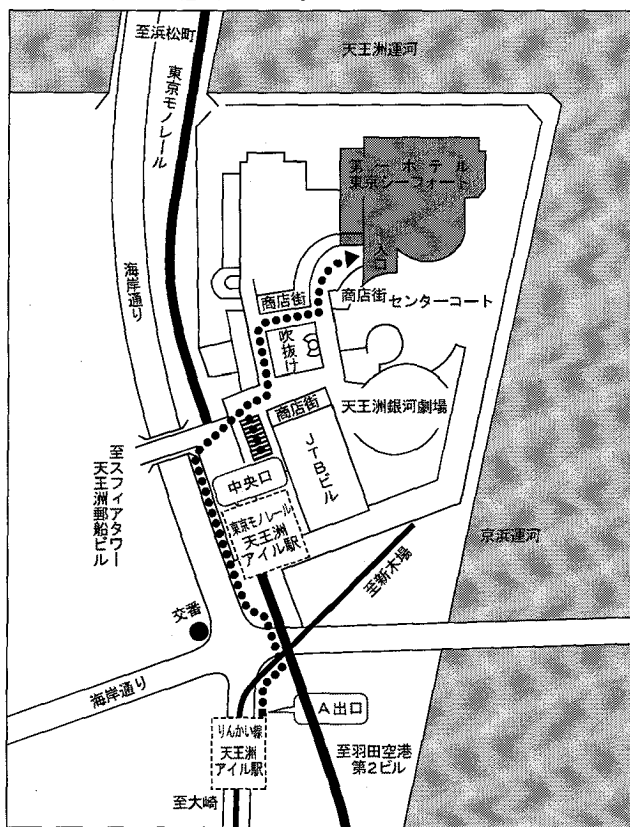 至浜松町
天王洲運河
東京モノレール
第一ホテル
東京シーフォート
入口
海岸通り
商店街
商店街
センターコート
吹抜け
天王洲銀河劇場
商店街
JTBビル
至スフィアタワー
天王洲郵船ビル
中央口
東京モノレール
天王洲
アイル駅
京浜運河
至新木場
交番
海岸通り
A出口
りんかい線
天王洲
アイル駅
至羽田空港
第2ビル
至大崎